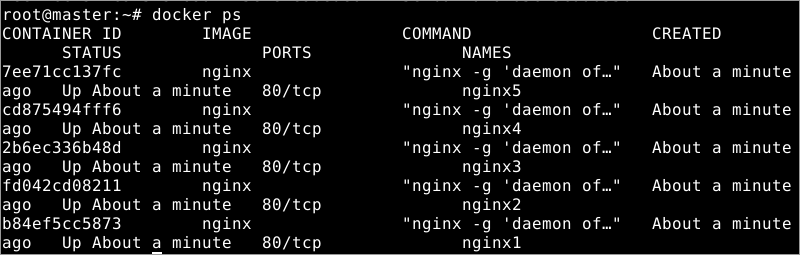 root@master:~# docker ps
CONTAINER ID        IMAGE               COMMAND                  CREATED
      STATUS              PORTS               NAMES
7ee71cc137fc        nginx               "nginx -g 'daemon of…"   About a minute
ago   Up About a minute   80/tcp              nginx5
cd875494fff6        nginx               "nginx -g 'daemon of…"   About a minute
ago   Up About a minute   80/tcp              nginx4
2b6ec336b48d        nginx               "nginx -g 'daemon of…"   About a minute
ago   Up About a minute   80/tcp              nginx3
fd042cd08211        nginx               "nginx -g 'daemon of…"   About a minute
ago   Up About a minute   80/tcp              nginx2
b84ef5cc5873        nginx               "nginx -g 'daemon of…"   About a minute
ago   Up About a minute   80/tcp              nginx1